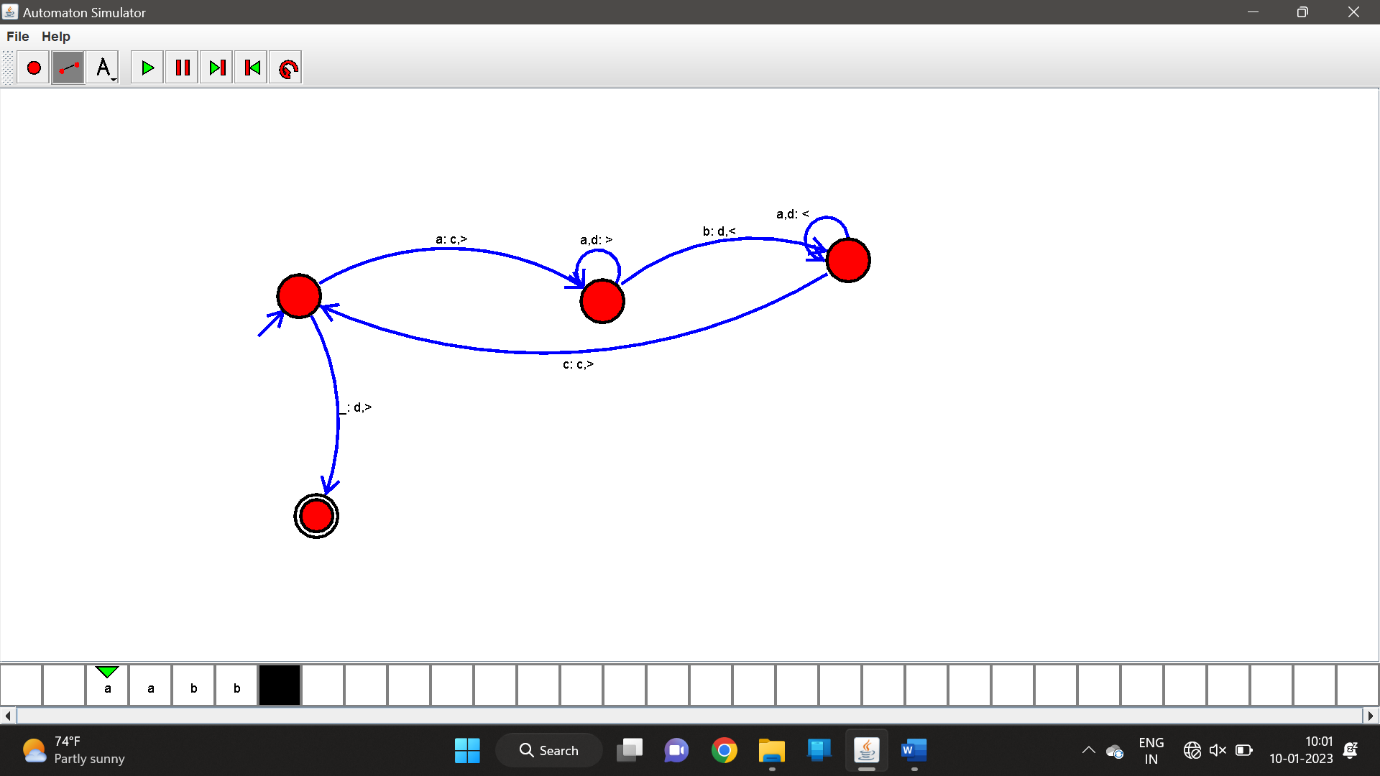 Automaton Simulator
File Help
A
a,d: <
b: d,<
a: c,>
a,d: >
c: c,>
_: d,>
a a b b
74°F
Partly sunny
Search
ENG
IN
10:01
10-01-2023